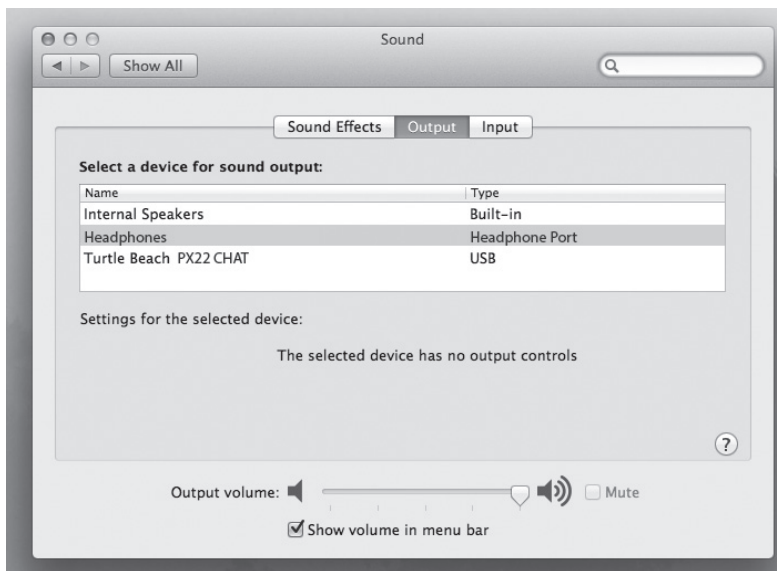 Sound
Show All
Sound Effects Output Input
Select a device for sound output:
Name Type
Internal Speakers Built-in
Headphones Headphone Port
Turtle Beach PX22 CHAT USB
Settings for the selected device:
The selected device has no output controls
?
Output volume: Mute
Show volume in menu bar